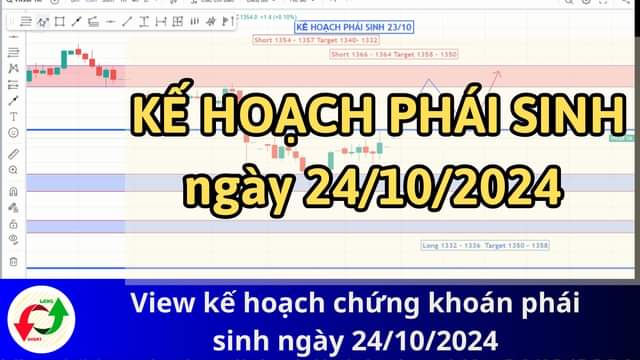 1354.0 +1.4 (+0.10%)
KẾ HOẠCH PHÁI SINH 23/10
Short 1354 - 1357 Target 1340- 1332
Short 1366 - 1364 Target 1358 - 1350
KẾ HOẠCH PHÁI SINH
ngày 24/10/2024
Long 1332 - 1336 Target 1350 - 1358
LONG
SHORT
View kế hoạch chứng khoán phái
sinh ngày 24/10/2024